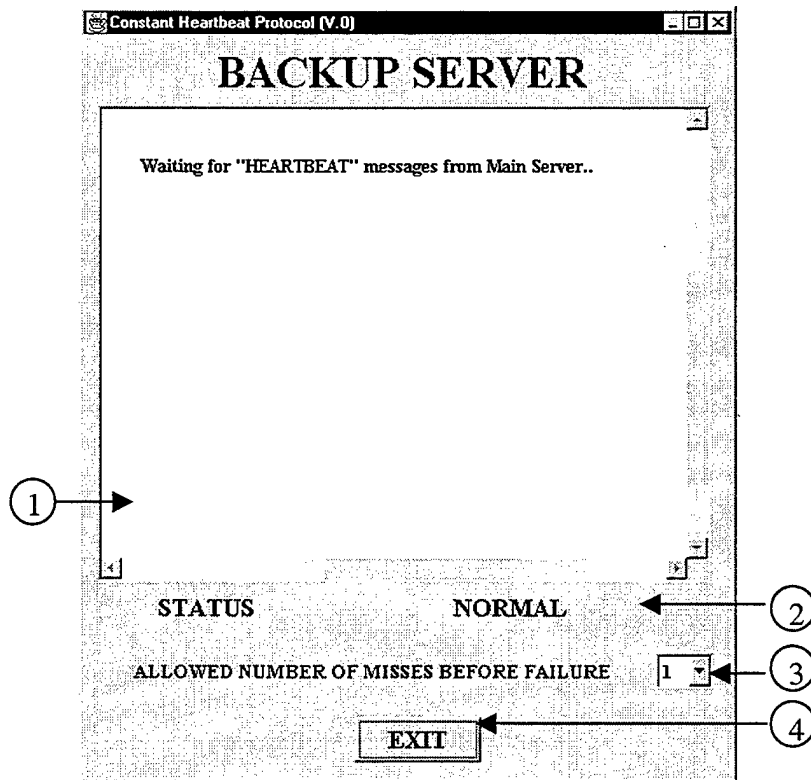 Constant Heartbeat Protocol (V.0)
BACKUP SERVER
Waiting for "HEARTBEAT" messages from Main Server..
1
STATUS NORMAL
2
ALLOWED NUMBER OF MISSES BEFORE FAILURE 1
3
EXIT
4